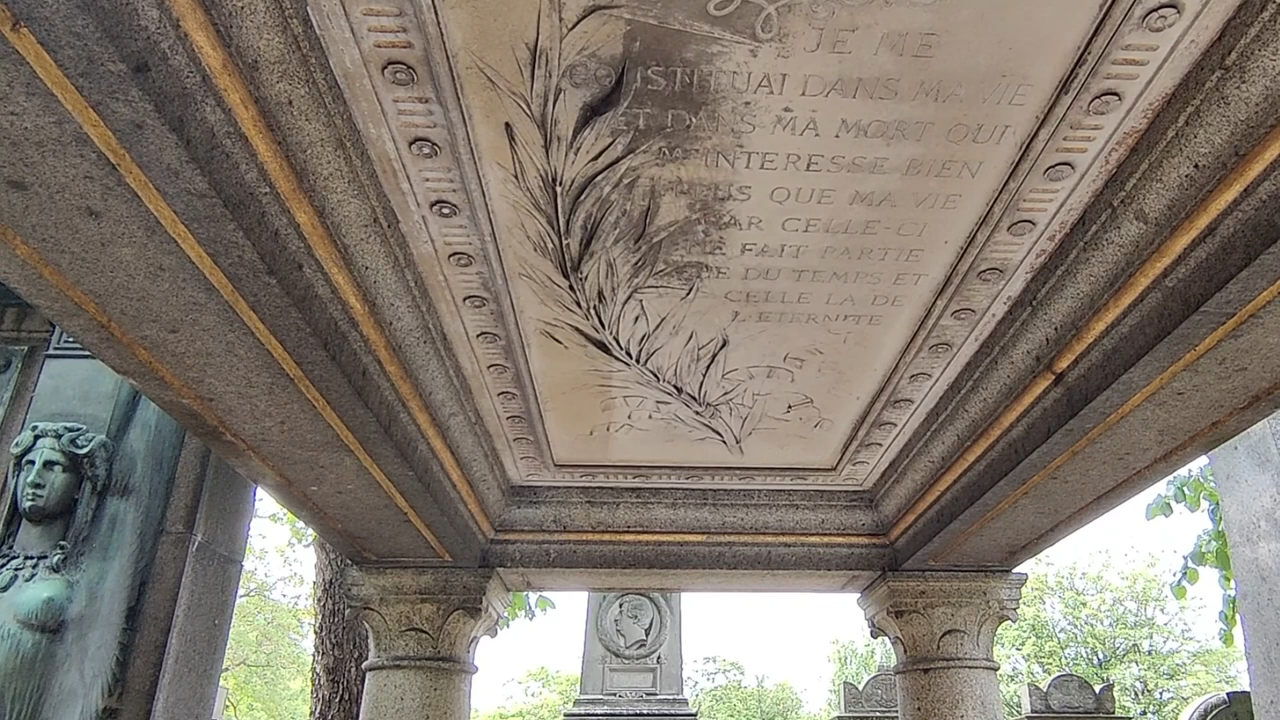 JE ME
CONSTITUAI DANS MA VIE
ET DANS MA MORT QUI
M'INTERESSE BIEN
PLUS QUE MA VIE
CAR CELLE-CI
NE FAIT PARTIE
QUE DU TEMPS ET
CELLE LA DE
L'ETERNITE